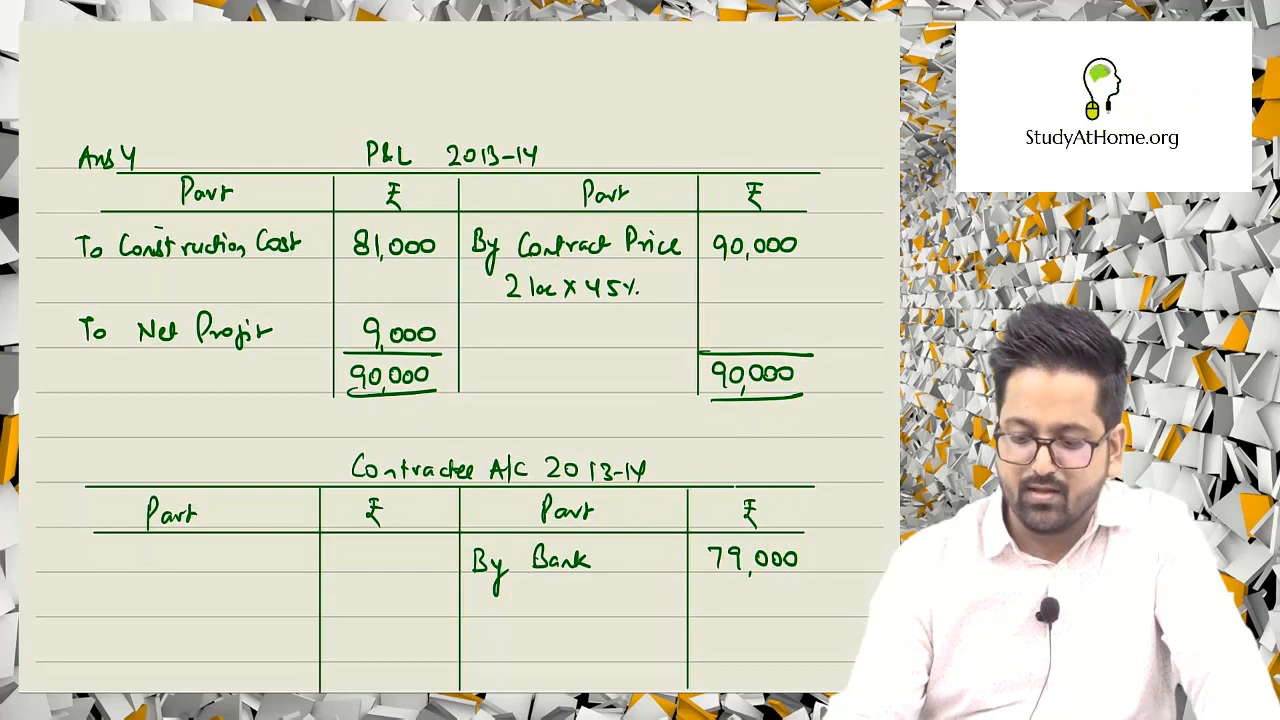 StudyAtHome.org
Ans 4 P&L 2013-14
Part ₹ Part ₹
To Construction Cost 81,000 By Contract Price 90,000
2 lac x 45%
To Net Profit 9,000
90,000 90,000
Contractee A/C 2013-14
Part ₹ Part ₹
By Bank 79,000